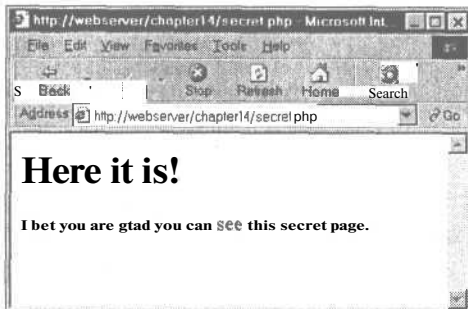 http://webserver/chapter14/secret php - Microsoft Int.
File Edit View Favorites Tools Help
S Back Stop Refresh Home Search
Address http://webserver/chapter14/secret php Go
Here it is!
I bet you are gtad you can see this secret page.